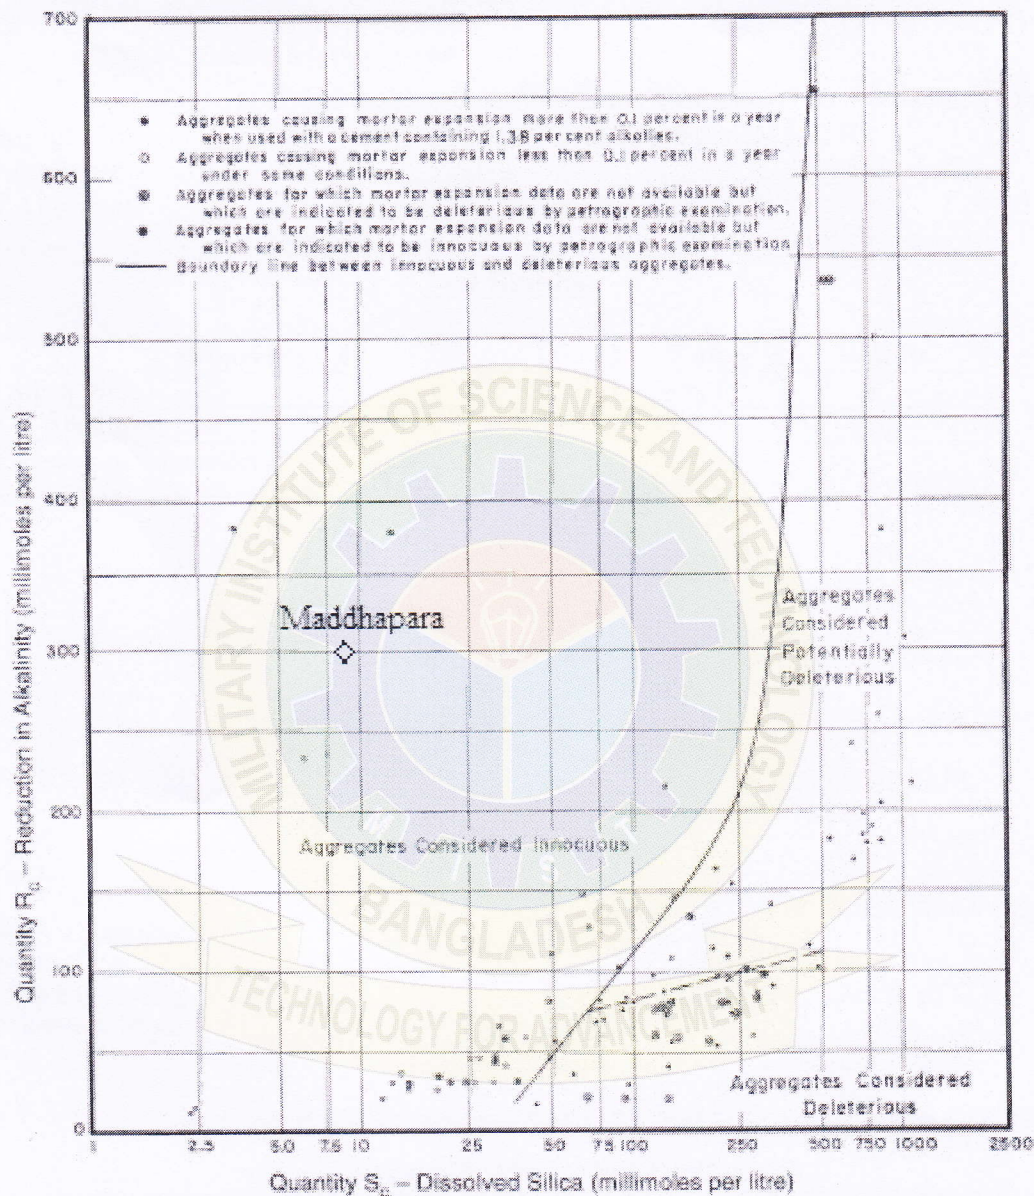 700
600
500
400
300
200
100
0
Quantity Rc – Reduction in Alkalinity (millimoles per litre)
Aggregates causing mortar expansion more than 0.1 percent in a year
when used with a cement containing 1.38 per cent alkalies.
Aggregates causing mortar expansion less than 0.1 percent in a year
under same conditions.
Aggregates for which mortar expansion data are not available but
which are indicated to be deleterious by petrographic examination.
Aggregates for which mortar expansion data are not available but
which are indicated to be innocuous by petrographic examination
Boundary line between innocuous and deleterious aggregates.
MILITARY INSTITUTE OF SCIENCE AND TECHNOLOGY
Maddhapara
Aggregates
Considered
Potentially
Deleterious
Aggregates Considered Innocuous
M I S T
BANGLADESH
TECHNOLOGY FOR ADVANCEMENT
Aggregates Considered
Deleterious
1 2.5 5.0 7.5 10 25 50 75 100 250 500 750 1000 2500
Quantity Sc – Dissolved Silica (millimoles per litre)